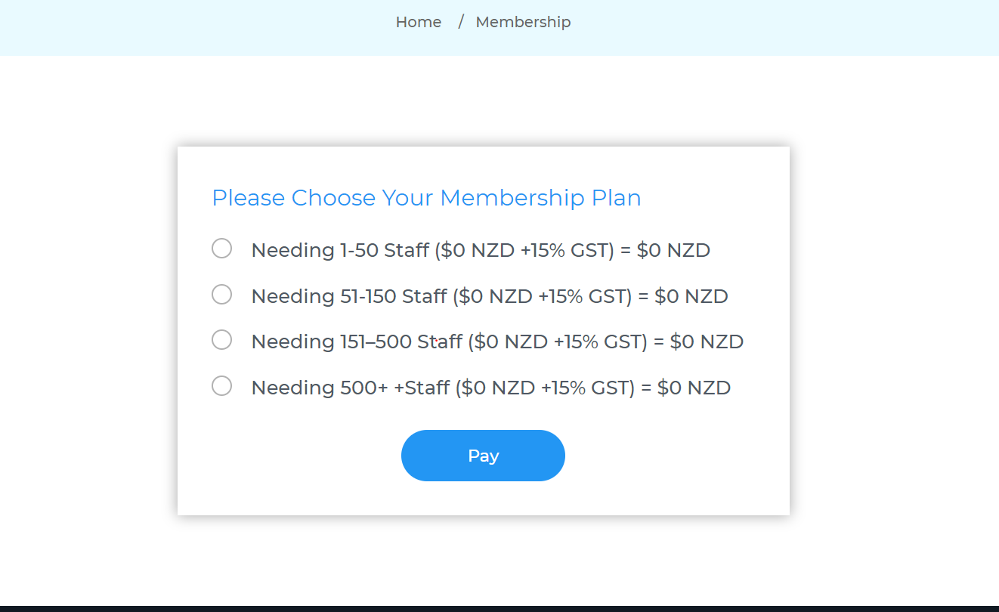 Home / Membership
Please Choose Your Membership Plan
Needing 1-50 Staff ($0 NZD +15% GST) = $0 NZD
Needing 51-150 Staff ($0 NZD +15% GST) = $0 NZD
Needing 151–500 Staff ($0 NZD +15% GST) = $0 NZD
Needing 500+ +Staff ($0 NZD +15% GST) = $0 NZD
Pay